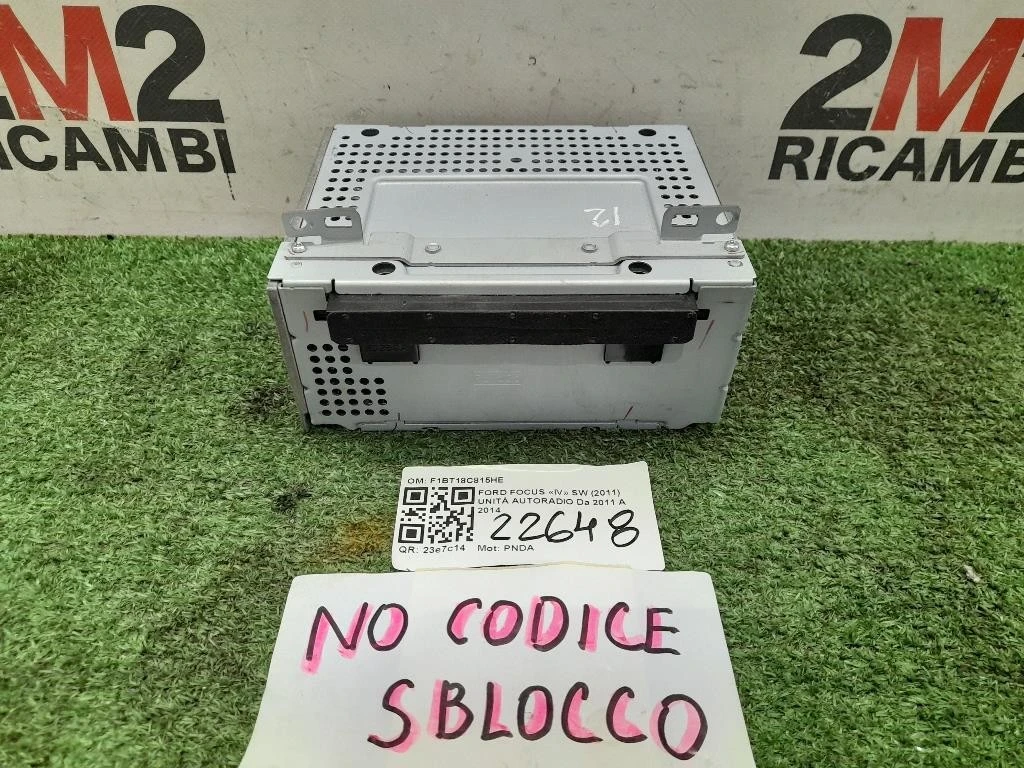 2M2
RICAMBI
2M2
RICAMBI
12
OM: F1BT18C815HE
FORD FOCUS «IV» SW (2011)
UNITÀ AUTORADIO Da 2011 A
2014
22648
QR: 23e7c14 Mot: PNDA
NO CODICE
SBLOCCO